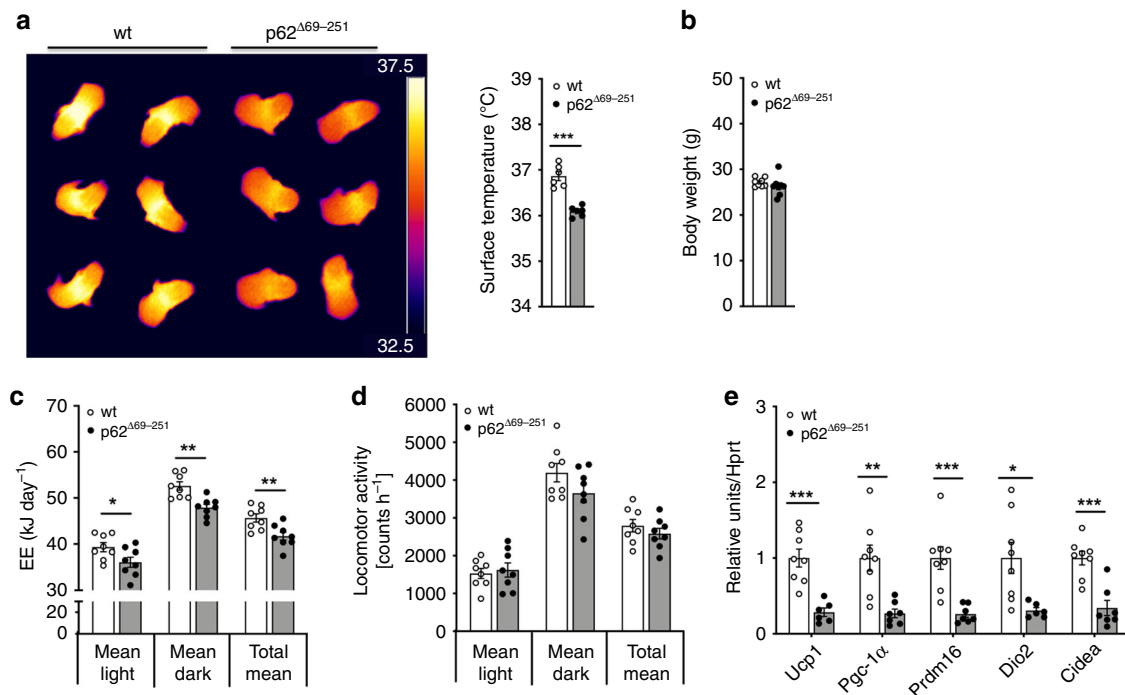 a
wt
p62Δ69–251
37.5
32.5
Surface temperature (°C)
39
38
37
36
35
34
wt
p62Δ69–251
***
b
Body weight (g)
50
40
30
20
10
0
wt
p62Δ69–251
c
EE (kJ day−1)
70
60
50
40
30
20
0
wt
p62Δ69–251
*
**
**
Mean light
Mean dark
Total mean
d
Locomotor activity
[counts h−1]
6000
5000
4000
3000
2000
1000
0
wt
p62Δ69–251
Mean light
Mean dark
Total mean
e
Relative units/Hprt
3
2
1
0
wt
p62Δ69–251
***
**
***
*
***
Ucp1
Pgc-1α
Prdm16
Dio2
Cidea